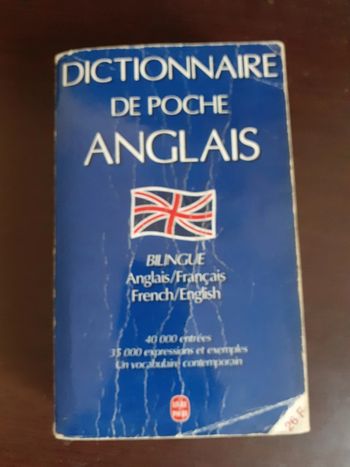 DICTIONNAIRE
DE POCHE
ANGLAIS
BILINGUE
Anglais/Français
French/English
40 000 entrées
35 000 expressions et exemples
Un vocabulaire contemporain
26 F